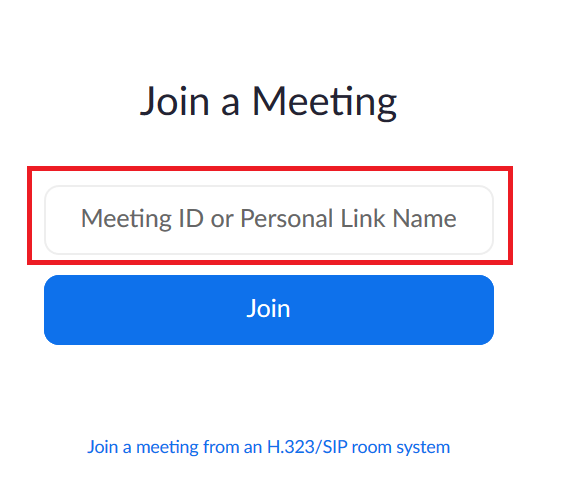 Join a Meeting
Meeting ID or Personal Link Name
Join
Join a meeting from an H.323/SIP room system